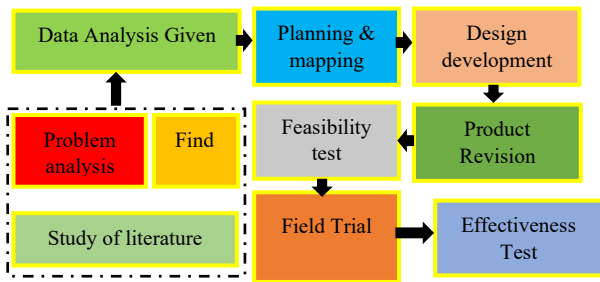 Data Analysis Given
Planning &
mapping
Design
development
Problem
analysis
Find
Feasibility
test
Product
Revision
Study of literature
Field Trial
Effectiveness
Test